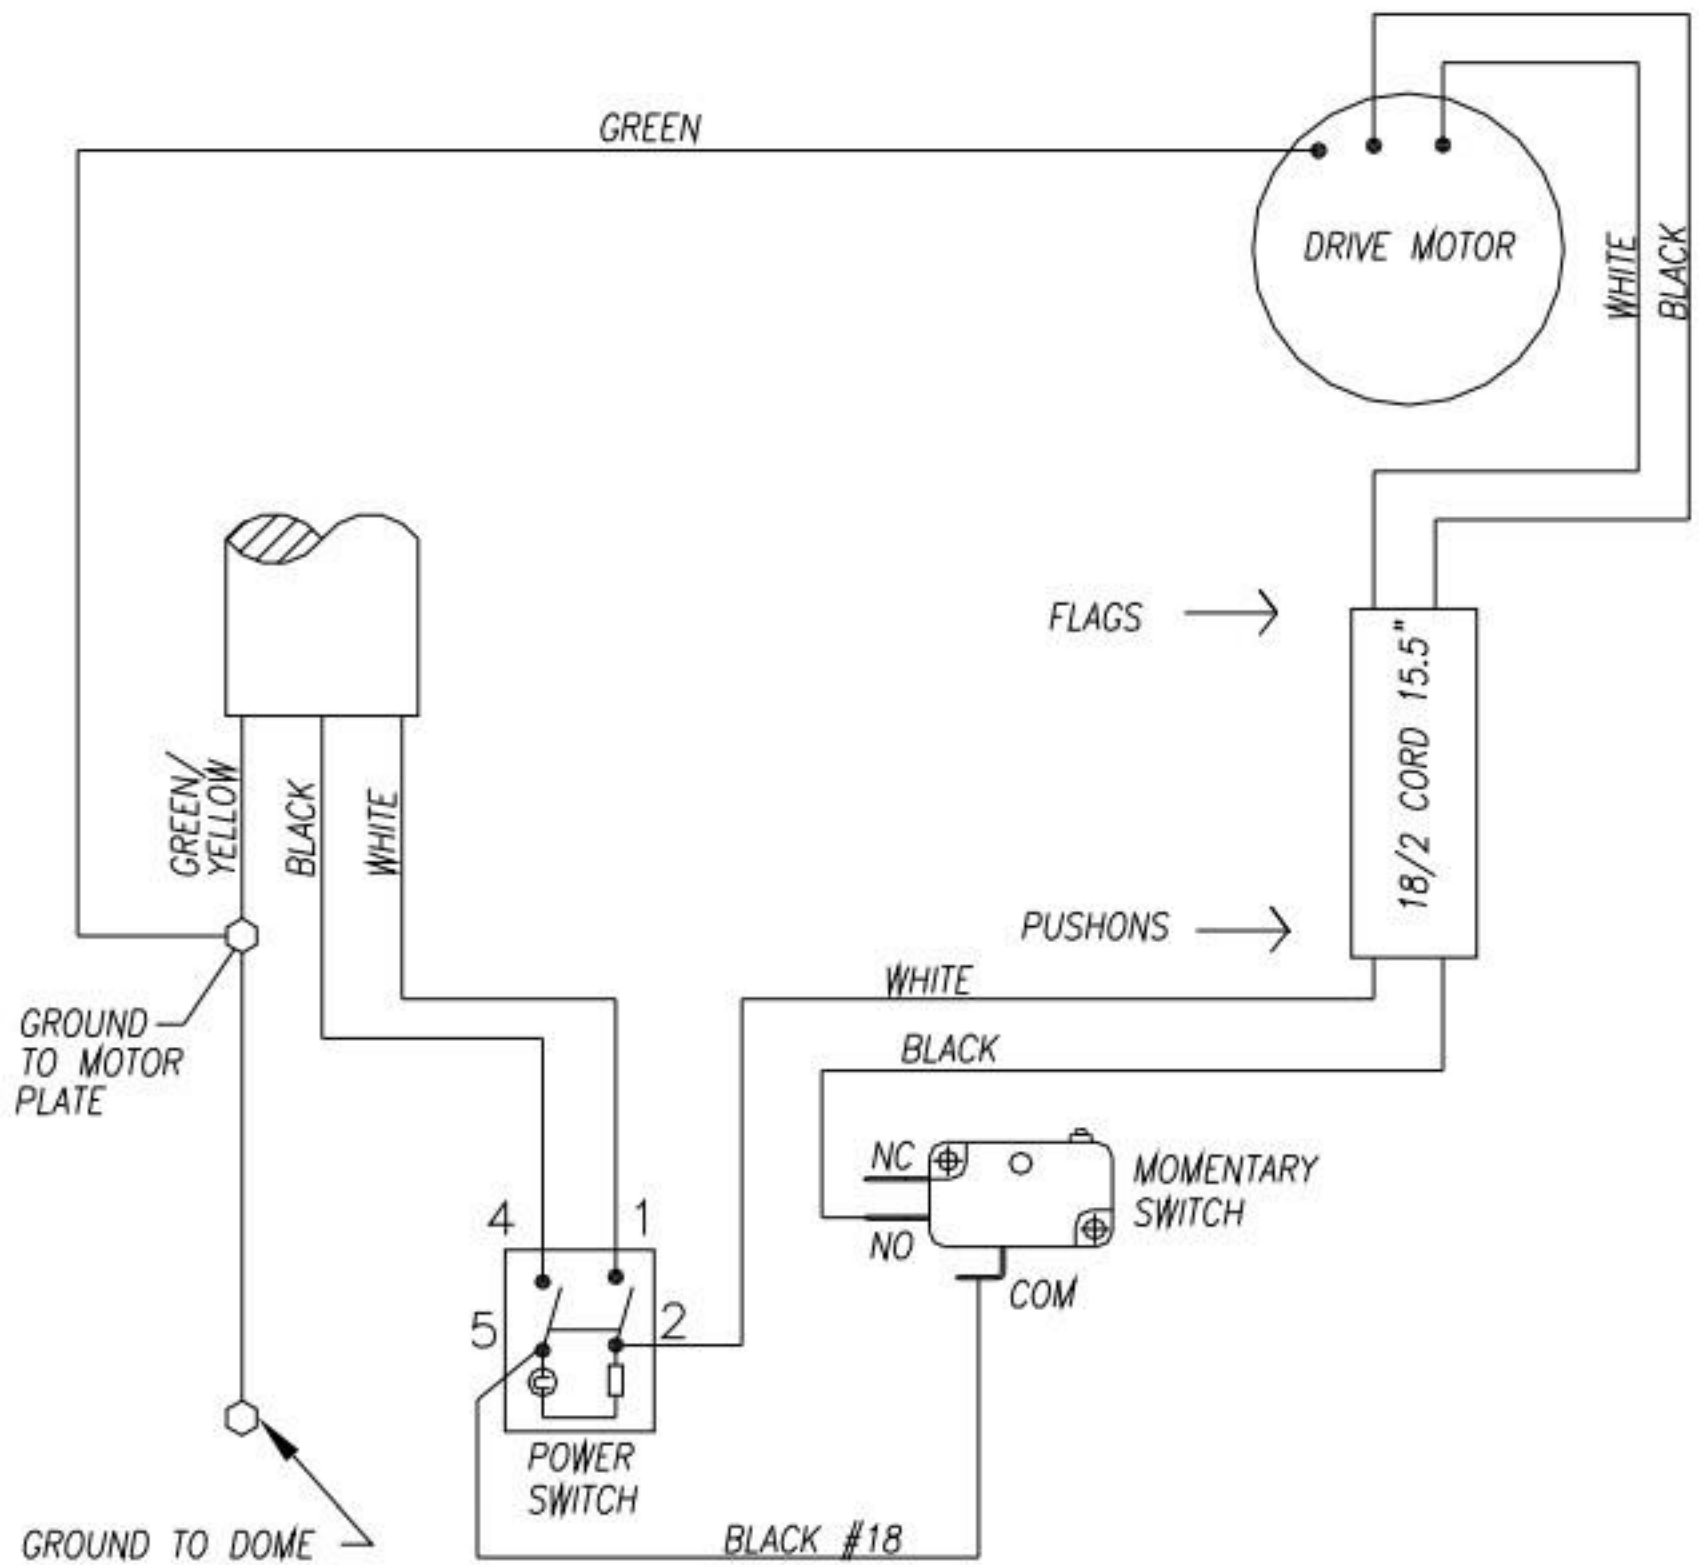 GREEN
DRIVE MOTOR
WHITE
BLACK
FLAGS
18/2 CORD 15.5"
GREEN/
YELLOW
BLACK
WHITE
PUSHONS
WHITE
BLACK
GROUND
TO MOTOR
PLATE
NC
NO
COM
MOMENTARY
SWITCH
4
1
5
2
POWER
SWITCH
BLACK #18
GROUND TO DOME